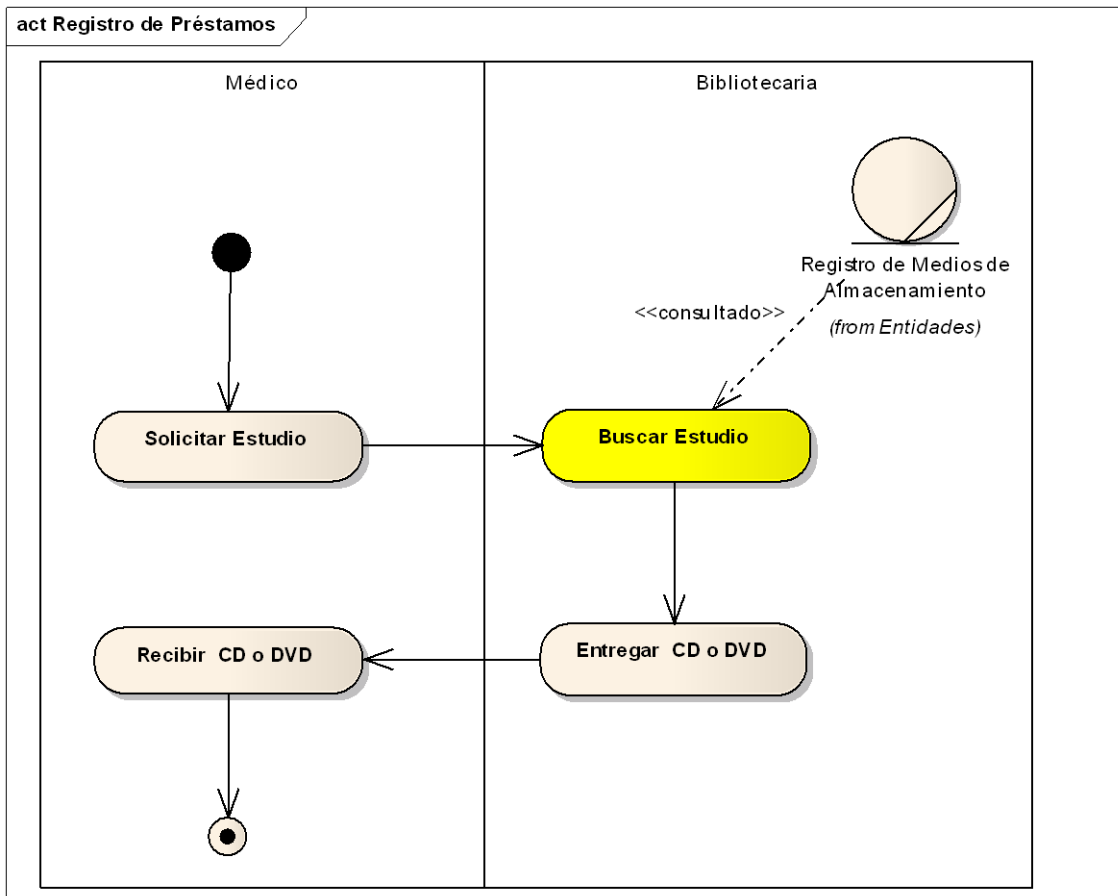 act Registro de Préstamos
Médico
Bibliotecaria
Registro de Medios de
Almacenamiento
(from Entidades)
<<consultado>>
Solicitar Estudio
Buscar Estudio
Recibir CD o DVD
Entregar CD o DVD